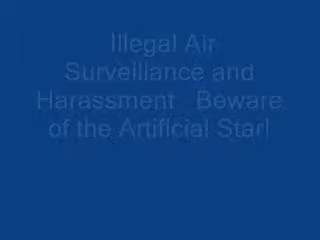 Illegal Air
Surveillance and
Harassment Beware
of the Artificial Star!